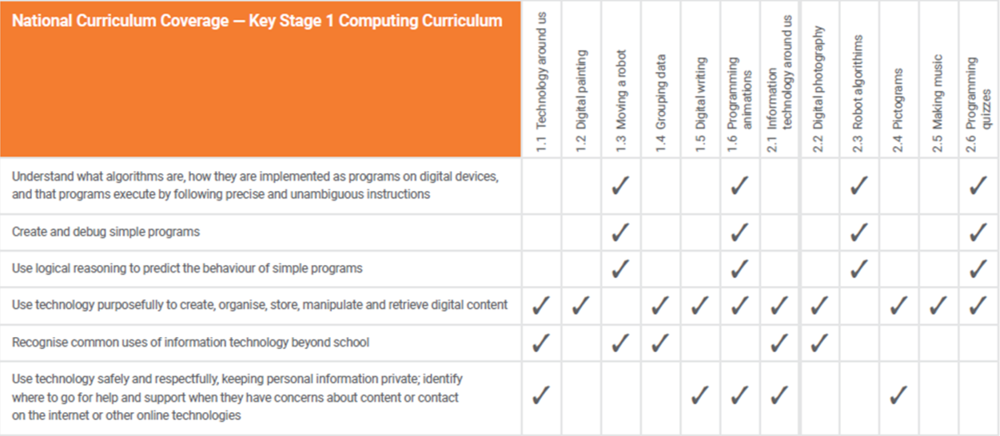 National Curriculum Coverage — Key Stage 1 Computing Curriculum
1.1 Technology around us
1.2 Digital painting
1.3 Moving a robot
1.4 Grouping data
1.5 Digital writing
1.6 Programming
animations
2.1 Information
technology around us
2.2 Digital photography
2.3 Robot algorithims
2.4 Pictograms
2.5 Making music
2.6 Programming
quizzes
Understand what algorithms are, how they are implemented as programs on digital devices,
and that programs execute by following precise and unambiguous instructions
✓ ✓ ✓ ✓
Create and debug simple programs
✓ ✓ ✓ ✓
Use logical reasoning to predict the behaviour of simple programs
✓ ✓ ✓ ✓
Use technology purposefully to create, organise, store, manipulate and retrieve digital content
✓ ✓ ✓ ✓ ✓ ✓ ✓ ✓ ✓ ✓
Recognise common uses of information technology beyond school
✓ ✓ ✓ ✓ ✓
Use technology safely and respectfully, keeping personal information private; identify
where to go for help and support when they have concerns about content or contact
on the internet or other online technologies
✓ ✓ ✓ ✓ ✓